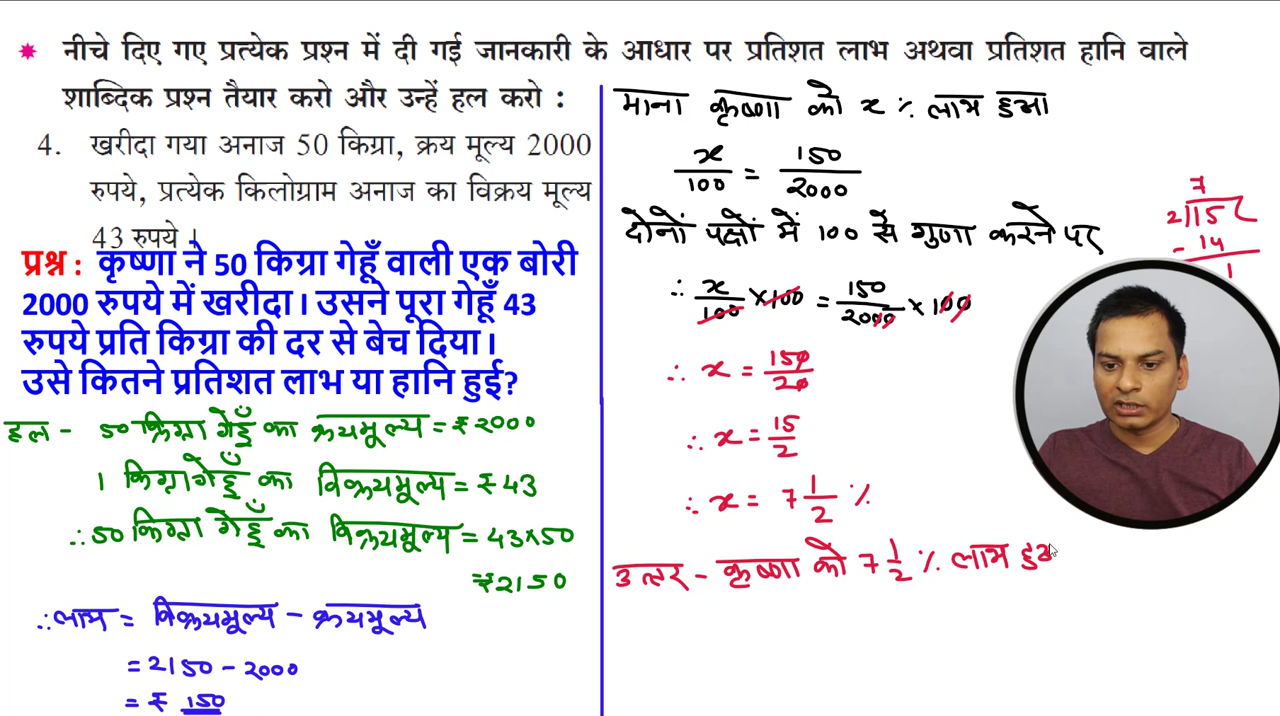 * नीचे दिए गए प्रत्येक प्रश्न में दी गई जानकारी के आधार पर प्रतिशत लाभ अथवा प्रतिशत हानि वाले
शाब्दिक प्रश्न तैयार करो और उन्हें हल करो :
4. खरीदा गया अनाज 50 किग्रा, क्रय मूल्य 2000
रुपये, प्रत्येक किलोग्राम अनाज का विक्रय मूल्य
43 रुपये ।
प्रश्न : कृष्णा ने 50 किग्रा गेहूँ वाली एक बोरी
2000 रुपये में खरीदा। उसने पूरा गेहूँ 43
रुपये प्रति किग्रा की दर से बेच दिया।
उसे कितने प्रतिशत लाभ या हानि हुई?
हल - 50 किग्रा गेहूँ का क्रयमूल्य = ₹2000
1 किग्रा गेहूँ का विक्रयमूल्य = ₹43
∴ 50 किग्रा गेहूँ का विक्रयमूल्य = 43×50
= ₹2150
∴ लाभ = विक्रयमूल्य - क्रयमूल्य
= 2150 - 2000
= ₹ 150
माना कृष्णा को x % लाभ हुआ
x/100 = 150/2000
दोनों पक्षों में 100 से गुणा करने पर
∴ x/100 × 100 = 150/2000 × 100
∴ x = 150/20
∴ x = 15/2
∴ x = 7 1/2 %
उत्तर - कृष्णा को 7 1/2 % लाभ
7
2)15(
- 14
1